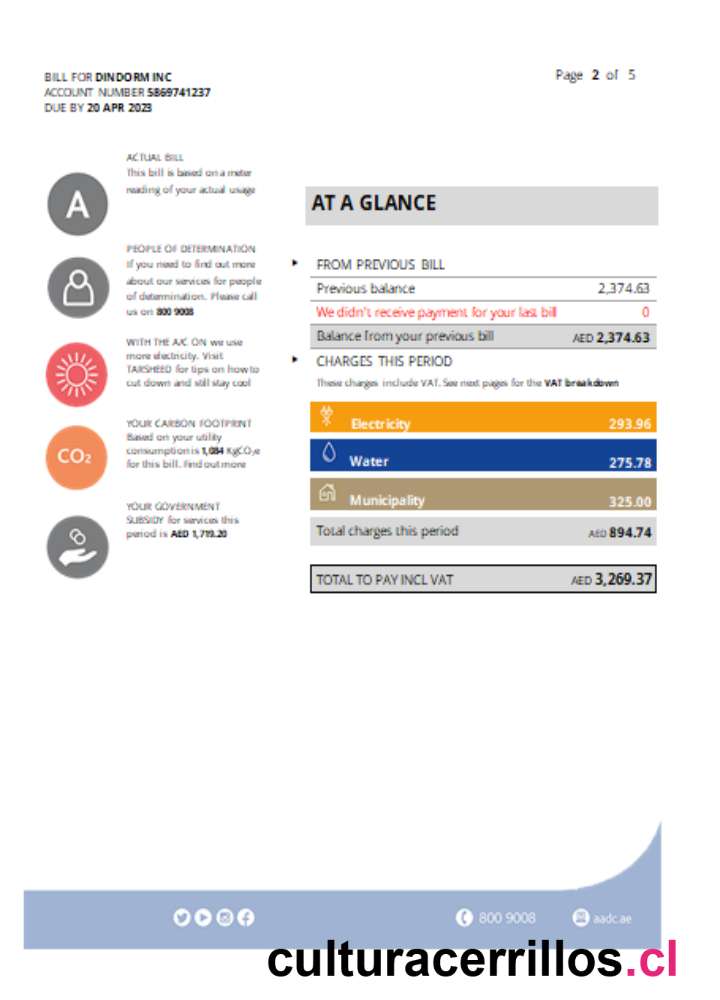 BILL FOR DINDORM INC
ACCOUNT NUMBER 5869741237
DUE BY 20 APR 2023
Page 2 of 5
ACTUAL BILL
This bill is based on a meter
reading of your actual usage
A
PEOPLE OF DETERMINATION
If you need to find out more
about our services for people
of determination. Please call
us on 800 9008
WITH THE A/C ON we use
more electricity. Visit
TARSHEED for tips on how to
cut down and still stay cool
YOUR CARBON FOOTPRINT
Based on your utility
consumption is 1,084 KgCO₂e
for this bill. Find out more
CO₂
YOUR GOVERNMENT
SUBSIDY for services this
period is AED 1,719.20
AT A GLANCE
FROM PREVIOUS BILL
Previous balance 2,374.63
We didn't receive payment for your last bill 0
Balance from your previous bill AED 2,374.63
CHARGES THIS PERIOD
These charges include VAT. See next pages for the VAT breakdown
Electricity 293.96
Water 275.78
Municipality 325.00
Total charges this period AED 894.74
TOTAL TO PAY INCL VAT AED 3,269.37
800 9008
aadc.ae
culturacerrillos.cl